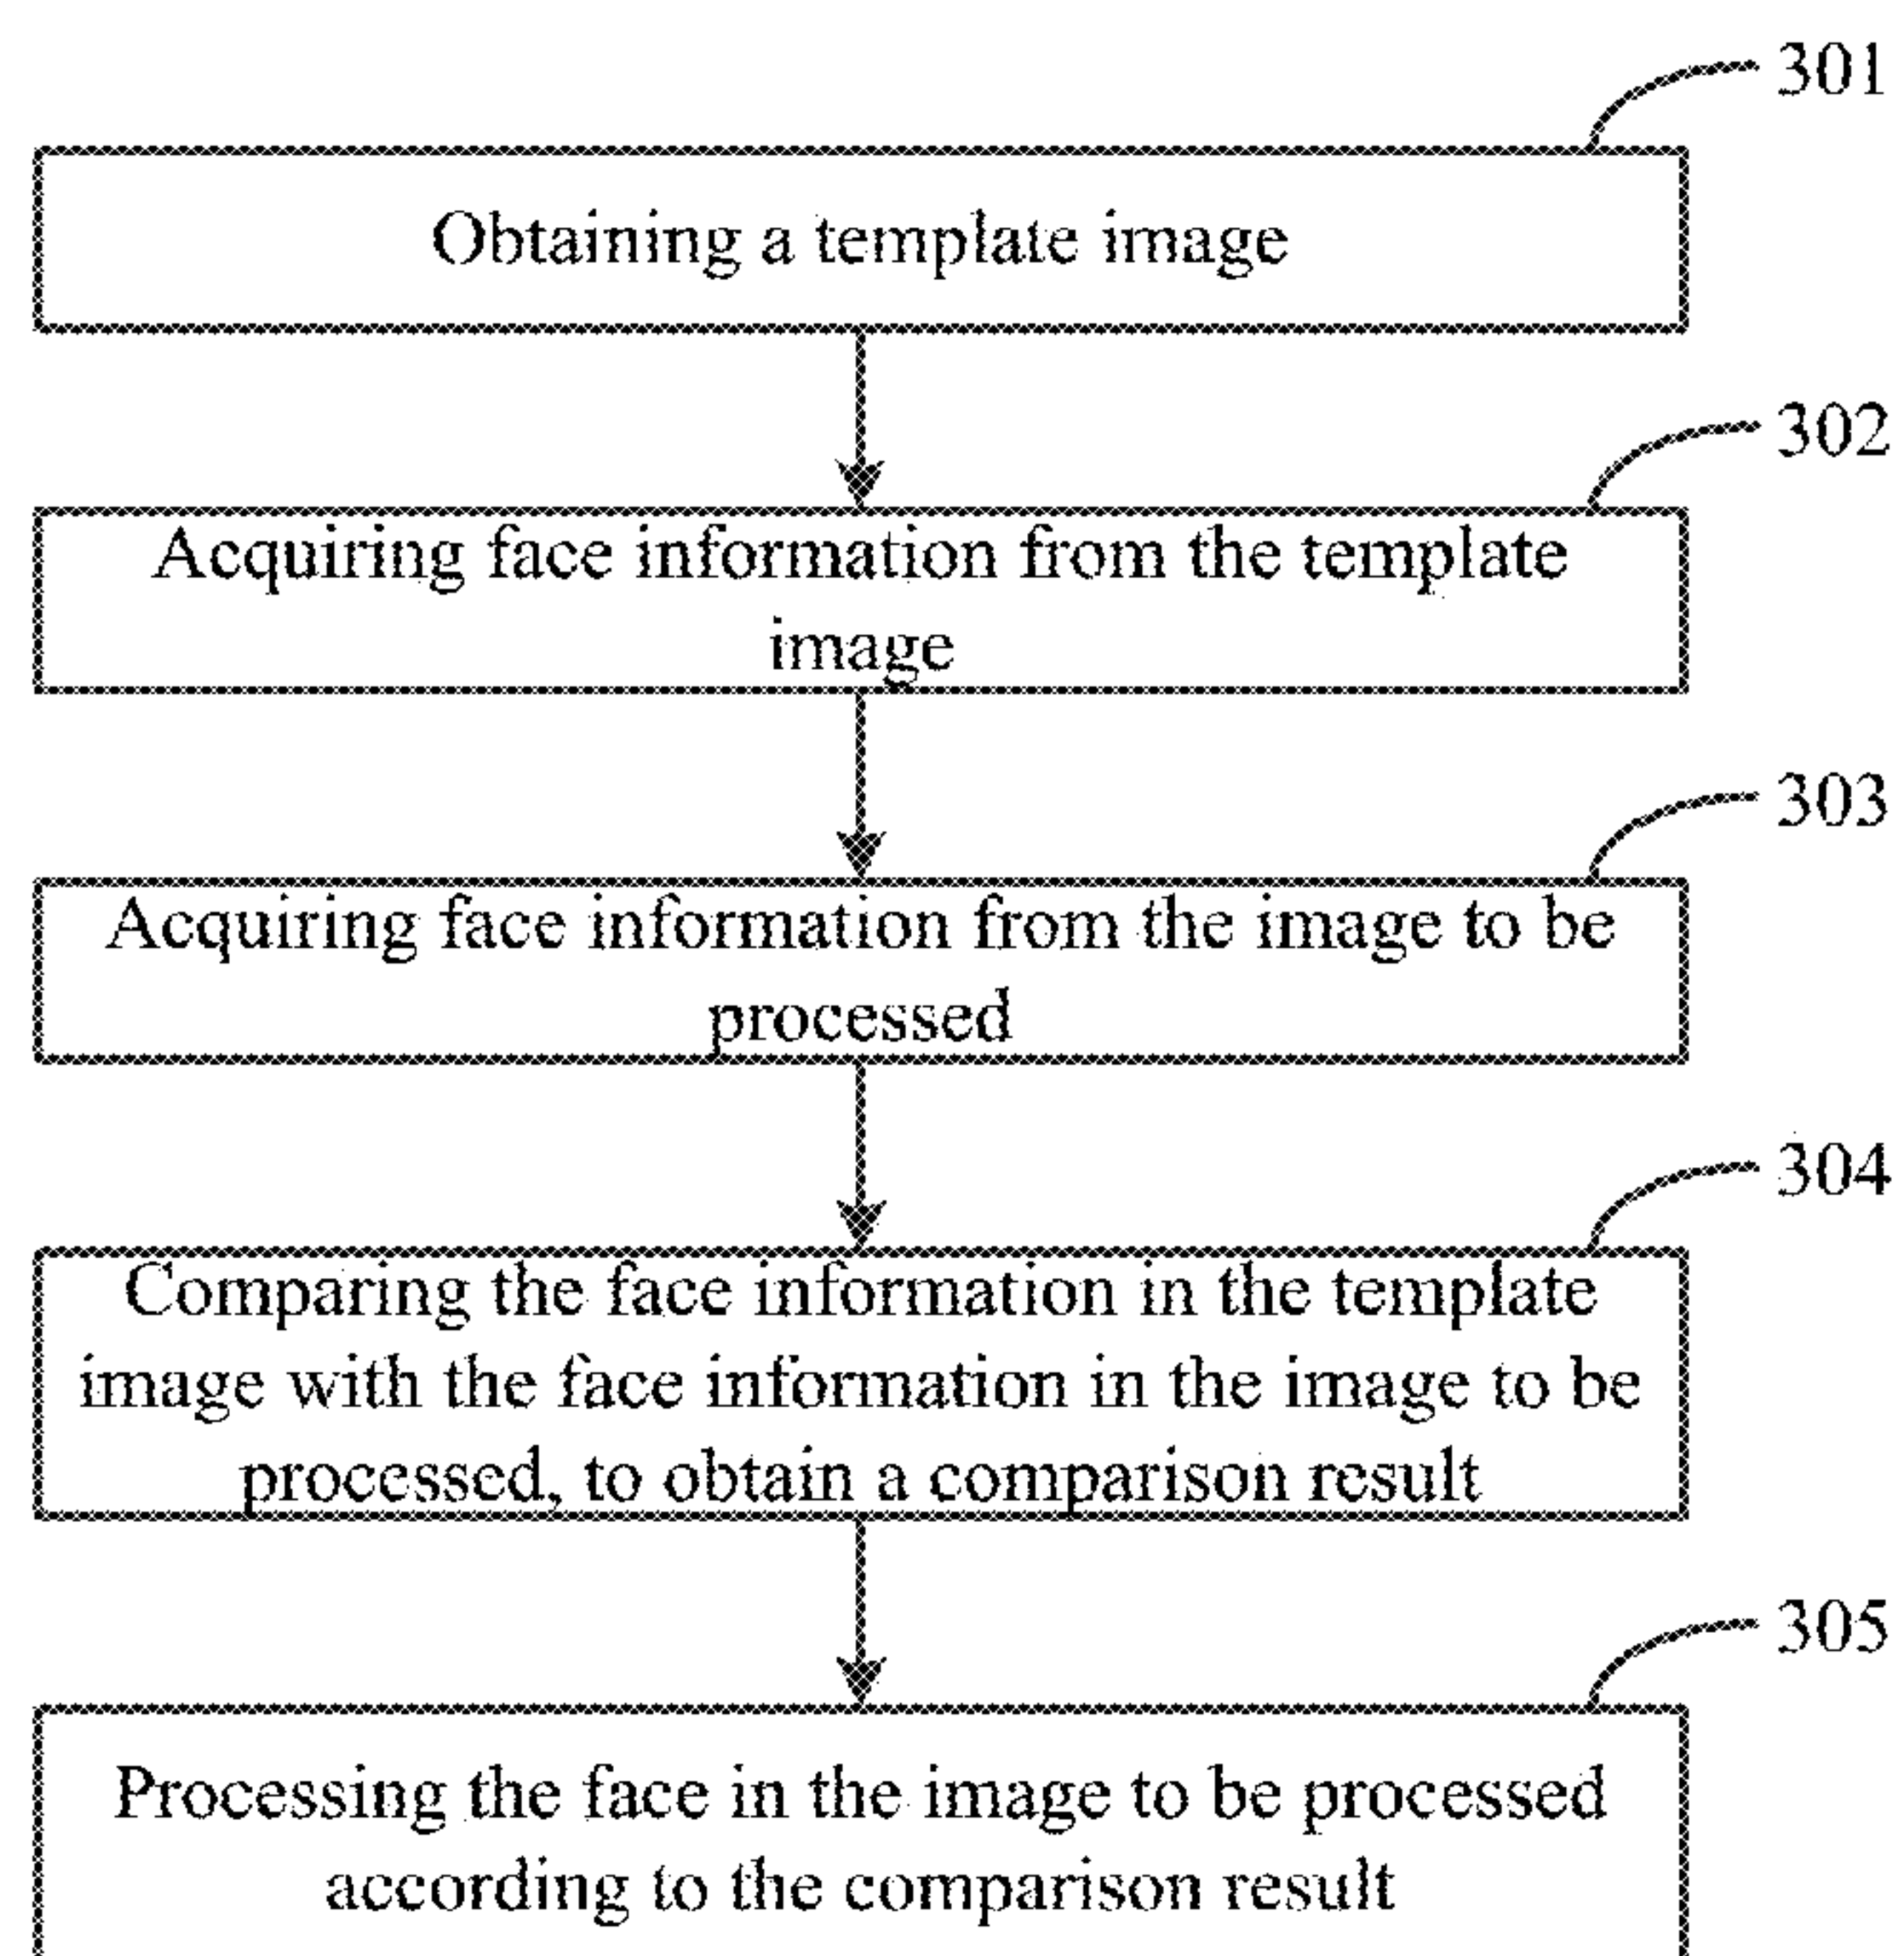 301
Obtaining a template image
302
Acquiring face information from the template
image
303
Acquiring face information from the image to be
processed
304
Comparing the face information in the template
image with the face information in the image to be
processed, to obtain a comparison result
305
Processing the face in the image to be processed
according to the comparison result